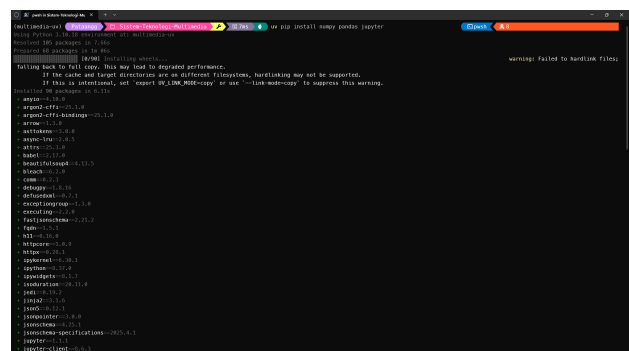 pwsh in Sistem-Teknologi-Mu
(multimedia-uv) Sistem-Teknologi-Multimedia uv pip install numpy pandas jupyter pwsh
Using Python 3.10.18 environment at: multimedia-uv
Resolved 105 packages in 7.66s
Prepared 60 packages in 1m 06s
[0/90] Installing wheels... warning: Failed to hardlink files;
falling back to full copy. This may lead to degraded performance.
If the cache and target directories are on different filesystems, hardlinking may not be supported.
If this is intentional, set `export UV_LINK_MODE=copy` or use `--link-mode=copy` to suppress this warning.
Installed 90 packages in 6.11s
+ anyio==4.10.0
+ argon2-cffi==25.1.0
+ argon2-cffi-bindings==25.1.0
+ arrow==1.3.0
+ asttokens==3.0.0
+ async-lru==2.0.5
+ attrs==25.3.0
+ babel==2.17.0
+ beautifulsoup4==4.13.5
+ bleach==6.2.0
+ comm==0.2.3
+ debugpy==1.8.16
+ defusedxml==0.7.1
+ exceptiongroup==1.3.0
+ executing==2.2.0
+ fastjsonschema==2.21.2
+ fqdn==1.5.1
+ h11==0.16.0
+ httpcore==1.0.9
+ httpx==0.28.1
+ ipykernel==6.30.1
+ ipython==8.37.0
+ ipywidgets==8.1.7
+ isoduration==20.11.0
+ jedi==0.19.2
+ jinja2==3.1.6
+ json5==0.12.1
+ jsonpointer==3.0.0
+ jsonschema==4.25.1
+ jsonschema-specifications==2025.4.1
+ jupyter==1.1.1
+ jupyter-client==8.6.3